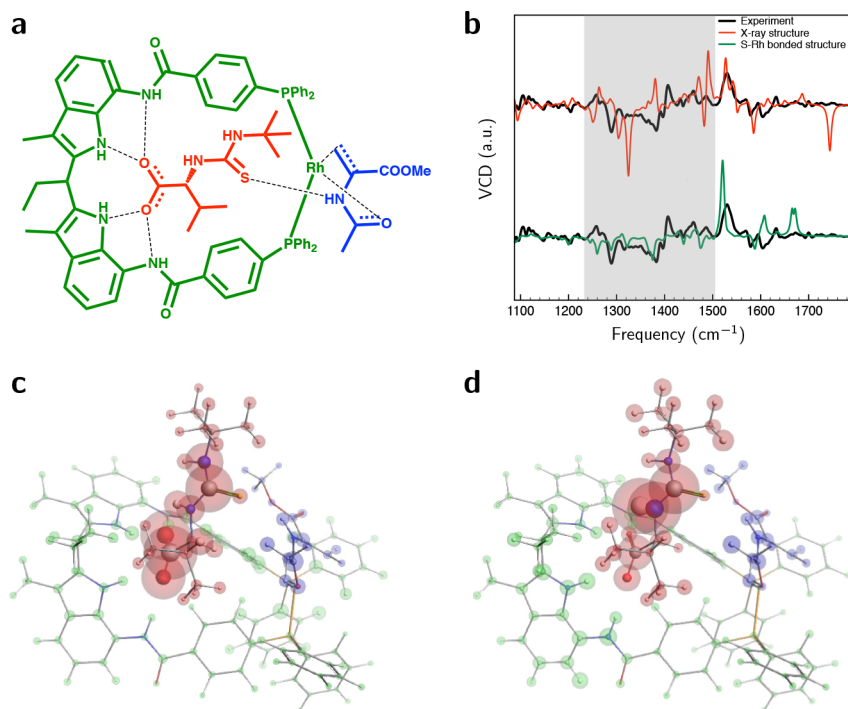 a
O
NH
PPh₂
N
H
O
O
HN
HN
S
Rh
COOMe
HN
O
H
N
NH
O
PPh₂
b
Experiment
X-ray structure
S-Rh bonded structure
VCD (a.u.)
1100 1200 1300 1400 1500 1600 1700
Frequency (cm⁻¹)
c
d